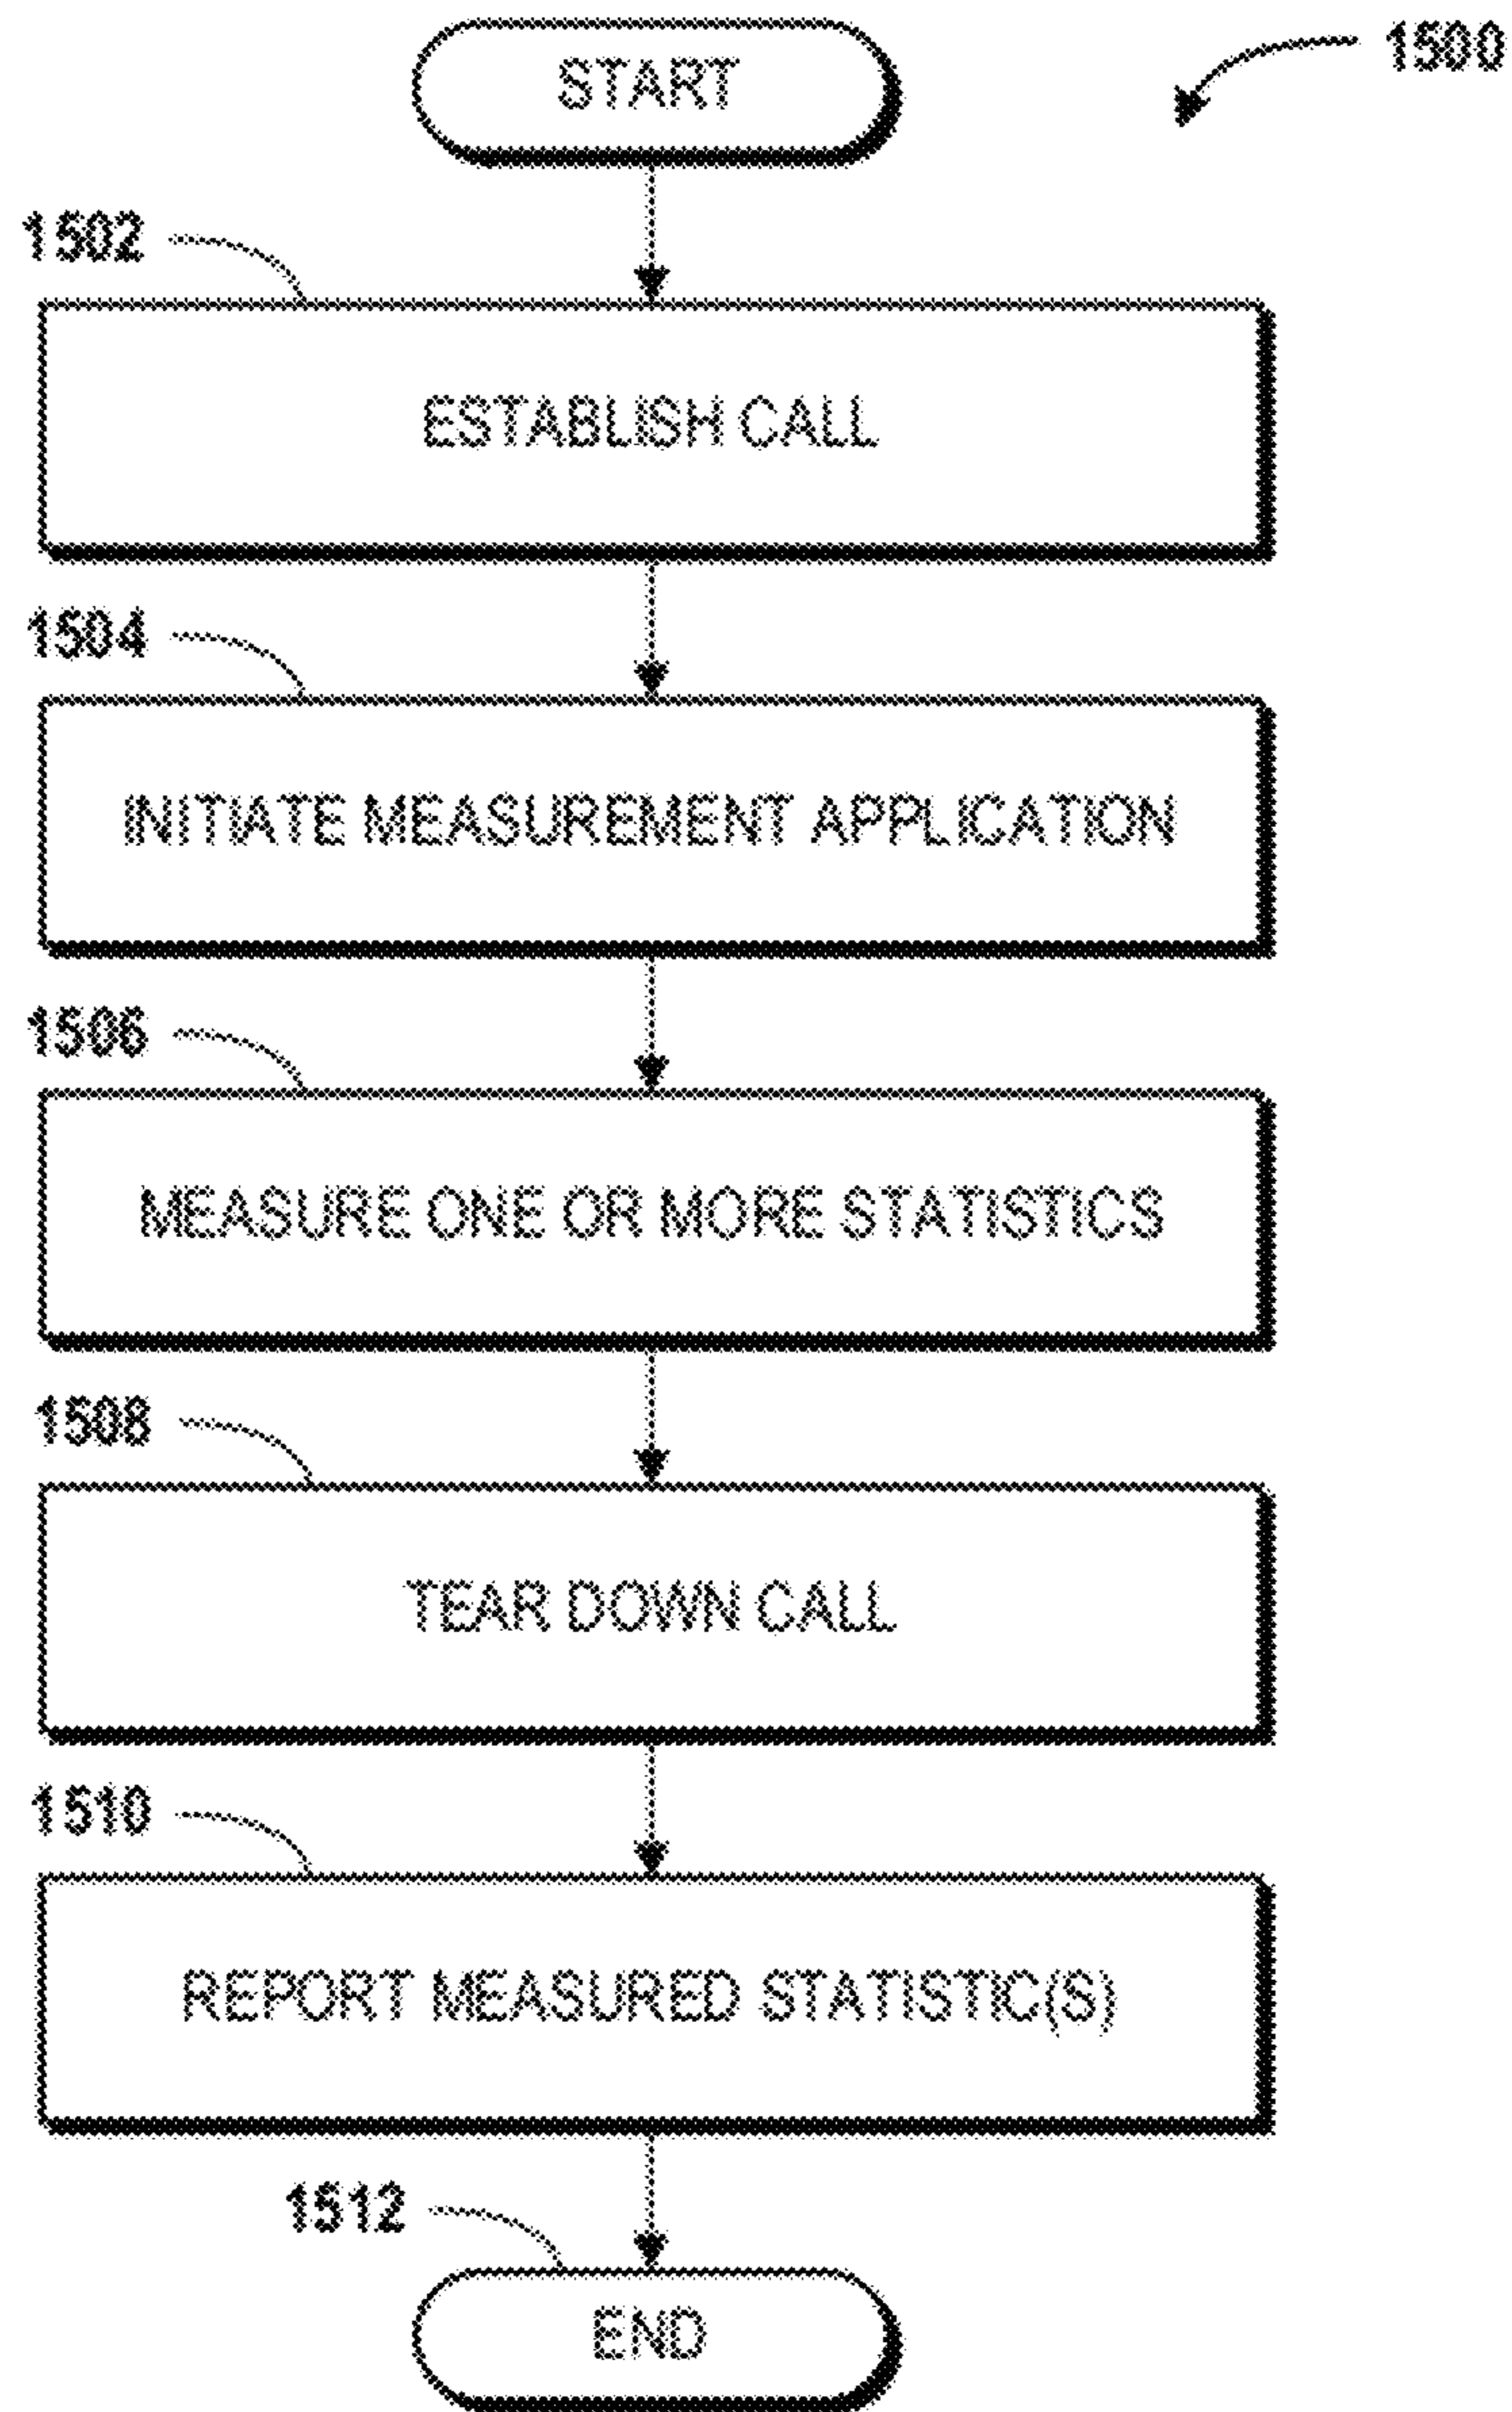 START
1500
1502
ESTABLISH CALL
1504
INITIATE MEASUREMENT APPLICATION
1506
MEASURE ONE OR MORE STATISTICS
1508
TEAR DOWN CALL
1510
REPORT MEASURED STATISTIC(S)
1512
END